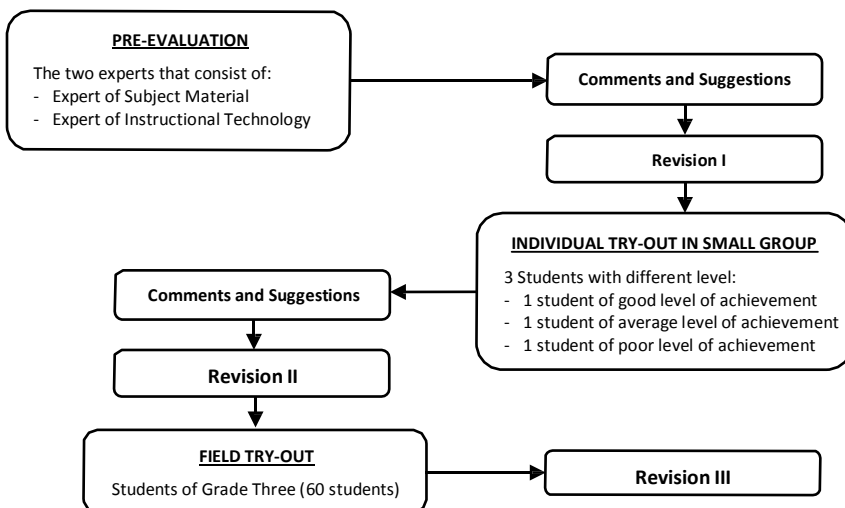 PRE-EVALUATION
The two experts that consist of:
- Expert of Subject Material
- Expert of Instructional Technology
Comments and Suggestions
Revision I
INDIVIDUAL TRY-OUT IN SMALL GROUP
3 Students with different level:
- 1 student of good level of achievement
- 1 student of average level of achievement
- 1 student of poor level of achievement
Comments and Suggestions
Revision II
FIELD TRY-OUT
Students of Grade Three (60 students)
Revision III